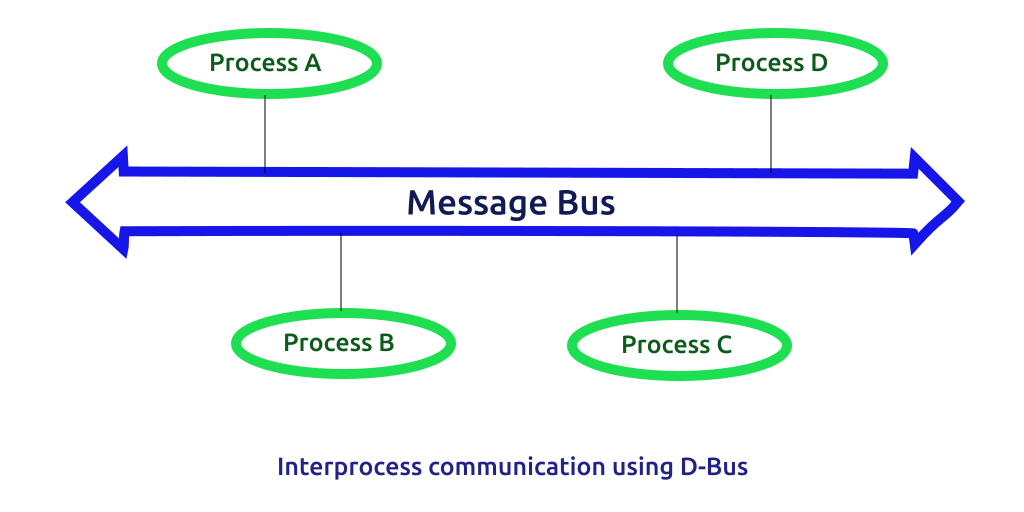 Process A
Process D
Message Bus
Process B
Process C
Interprocess communication using D-Bus